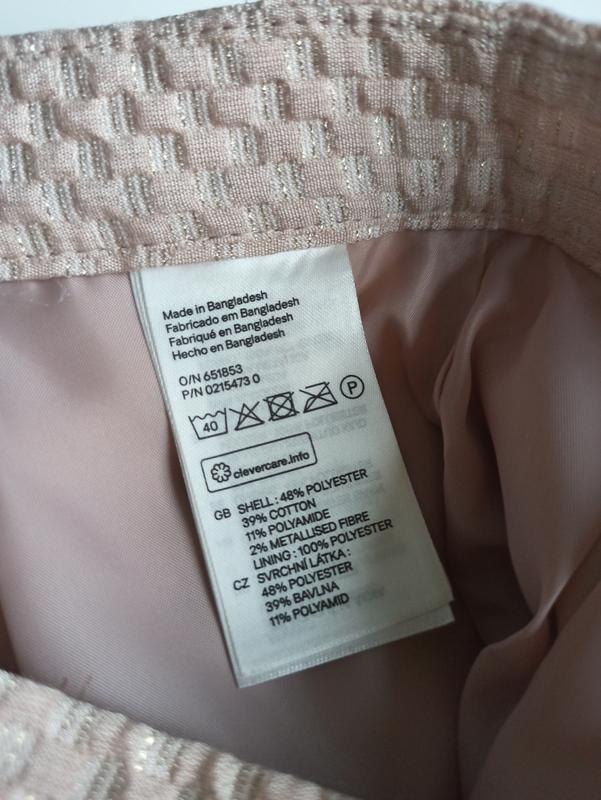 Made in Bangladesh
Fabricado em Bangladesh
Fabriqué en Bangladesh
Hecho en Bangladesh
O/N 651853
P/N 0215473 0
40 P
clevercare.info
GB SHELL : 48% POLYESTER
39% COTTON
11% POLYAMIDE
2% METALLISED FIBRE
LINING : 100% POLYESTER
CZ SVRCHNÍ LÁTKA :
48% POLYESTER
39% BAVLNA
11% POLYAMID